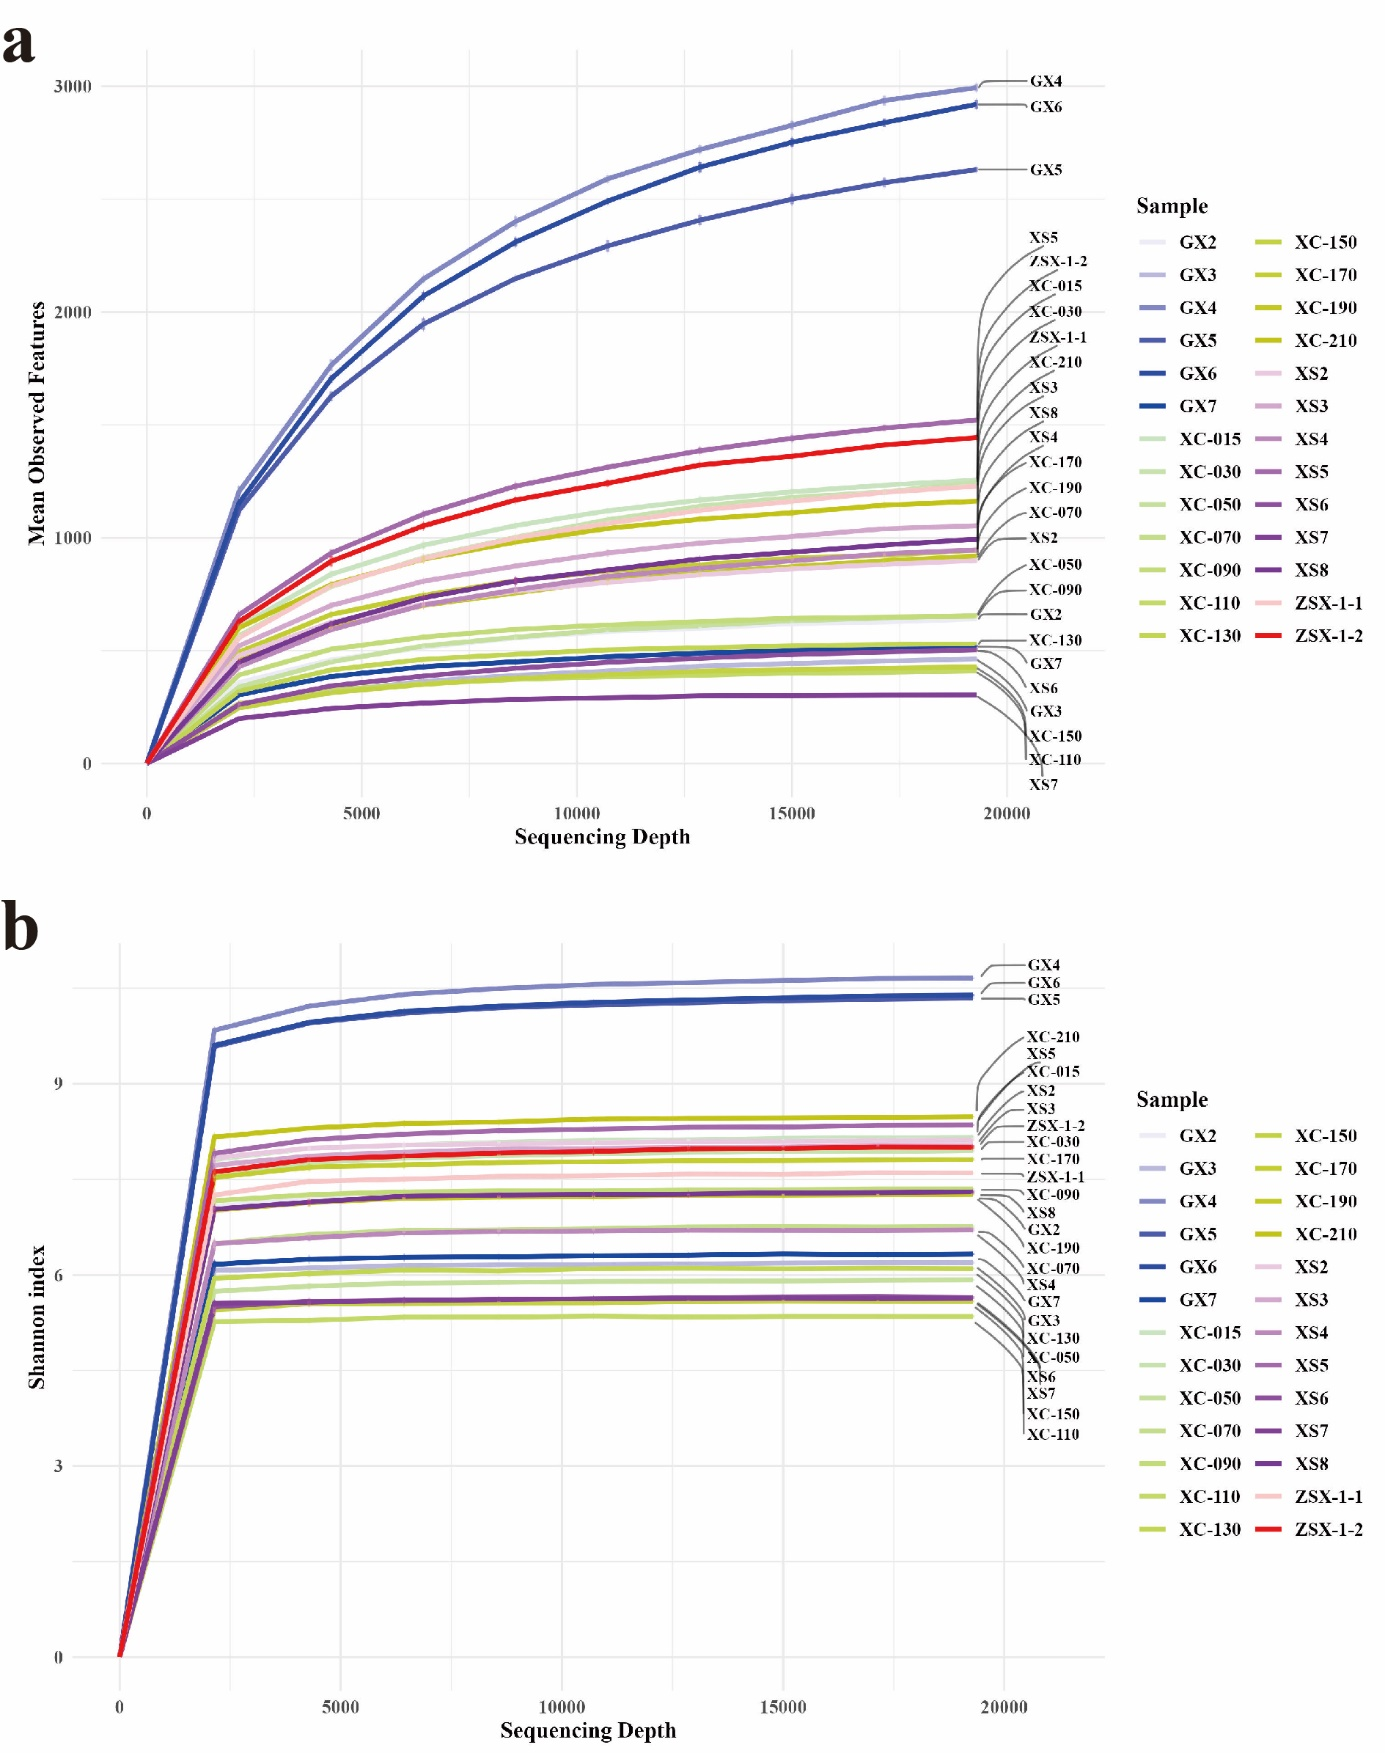 a
3000
2000
1000
0
Mean Observed Features
0 5000 10000 15000 20000
Sequencing Depth
GX4
GX6
GX5
XS5
ZSX-1-2
XC-015
XC-030
ZSX-1-1
XC-210
XS3
XS8
XS4
XC-170
XC-190
XC-070
XS2
XC-050
XC-090
GX2
XC-130
GX7
XS6
GX3
XC-150
XC-110
XS7
Sample
GX2 XC-150
GX3 XC-170
GX4 XC-190
GX5 XC-210
GX6 XS2
GX7 XS3
XC-015 XS4
XC-030 XS5
XC-050 XS6
XC-070 XS7
XC-090 XS8
XC-110 ZSX-1-1
XC-130 ZSX-1-2
b
9
6
3
0
Shannon index
0 5000 10000 15000 20000
Sequencing Depth
GX4
GX6
GX5
XC-210
XS5
XC-015
XS2
XS3
ZSX-1-2
XC-030
XC-170
ZSX-1-1
XC-090
XS8
GX2
XC-190
XC-070
XS4
GX7
GX3
XC-130
XC-050
XS6
XS7
XC-150
XC-110
Sample
GX2 XC-150
GX3 XC-170
GX4 XC-190
GX5 XC-210
GX6 XS2
GX7 XS3
XC-015 XS4
XC-030 XS5
XC-050 XS6
XC-070 XS7
XC-090 XS8
XC-110 ZSX-1-1
XC-130 ZSX-1-2